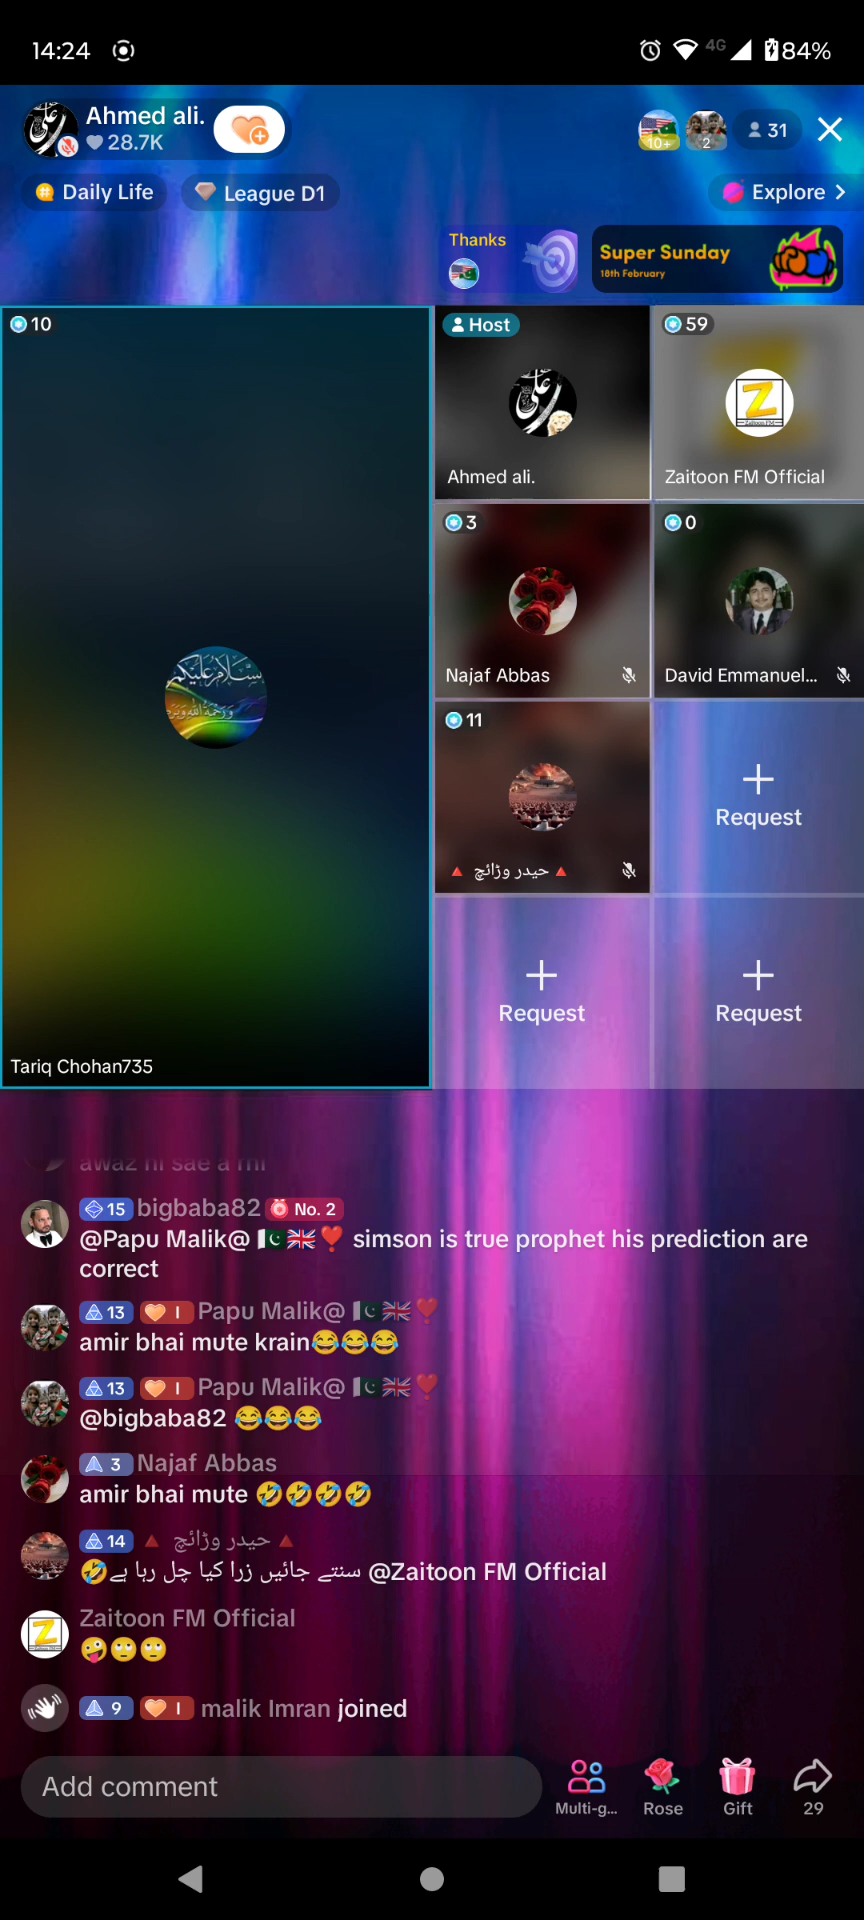 14:24
4G
84%
Ahmed ali.
28.7K
10+
2
31
Daily Life
League D1
Explore
Thanks
Super Sunday
18th February
10
Host
Ahmed ali.
59
Zaitoon FM Official
3
Najaf Abbas
0
David Emmanuel...
11
🔺 حیدر وڑائچ 🔺
Request
Request
Request
Tariq Chohan735
15 bigbaba82 No. 2
@Papu Malik@ 🇵🇰🇬🇧❣️ simson is true prophet his prediction are
correct
13 I Papu Malik@ 🇵🇰🇬🇧❣️
amir bhai mute krain😂😂😂
13 I Papu Malik@ 🇵🇰🇬🇧❣️
@bigbaba82 😂😂😂
3 Najaf Abbas
amir bhai mute 🤣🤣🤣🤣
14 🔺 حیدر وڑائچ 🔺
@Zaitoon FM Official سنتے جائیں زرا کیا چل رہا ہے🤣
Zaitoon FM Official
🤪🙄🙄
9 I malik Imran joined
Add comment
Multi-g...
Rose
Gift
29